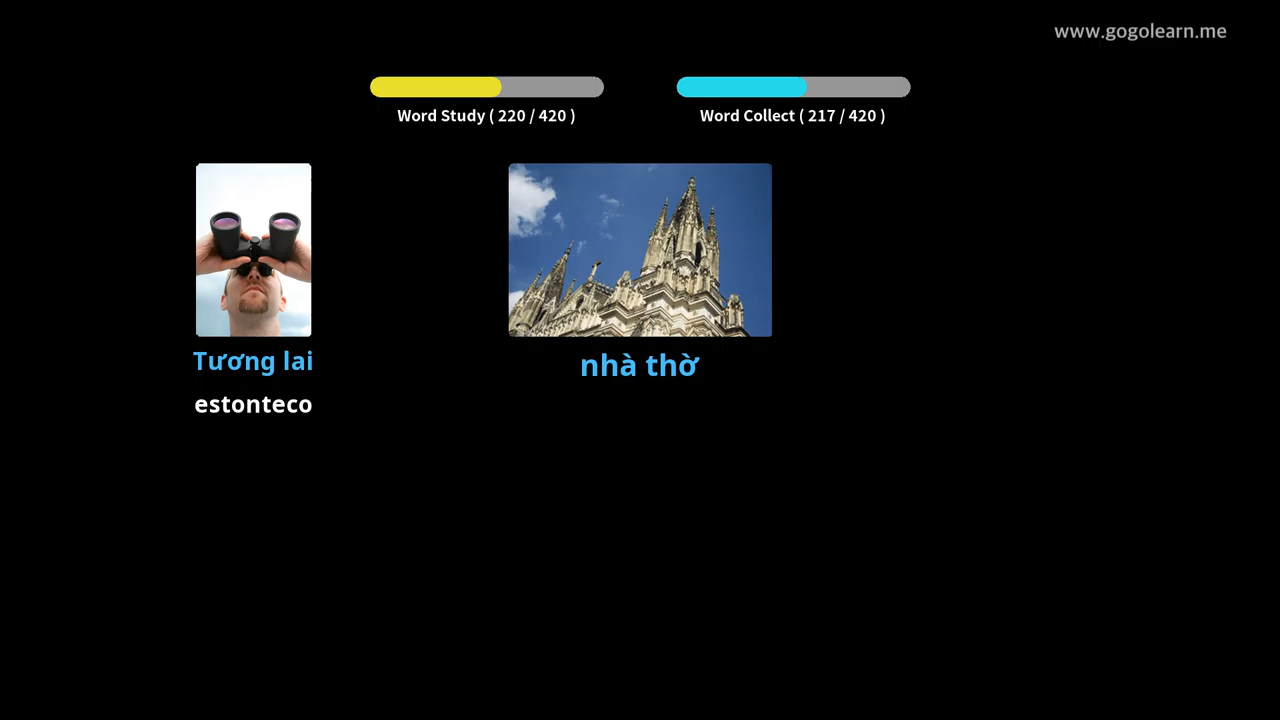 www.gogolearn.me
Word Study ( 220 / 420 )
Word Collect ( 217 / 420 )
Tương lai
estonteco
nhà thờ